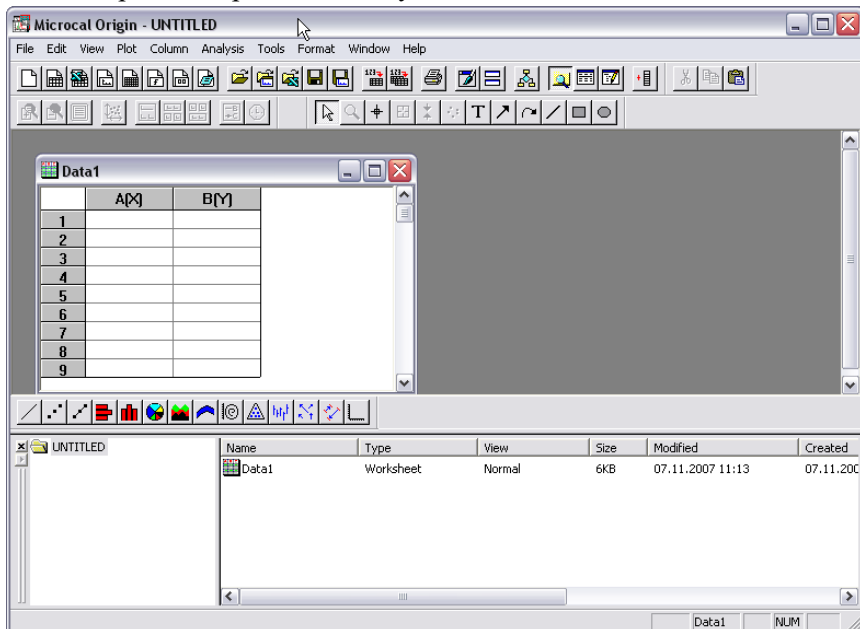 Microcal Origin - UNTITLED
File Edit View Plot Column Analysis Tools Format Window Help
Data1
A(X) B(Y)
1
2
3
4
5
6
7
8
9
UNTITLED
Name Type View Size Modified Created
Data1 Worksheet Normal 6KB 07.11.2007 11:13 07.11.200
Data1 NUM